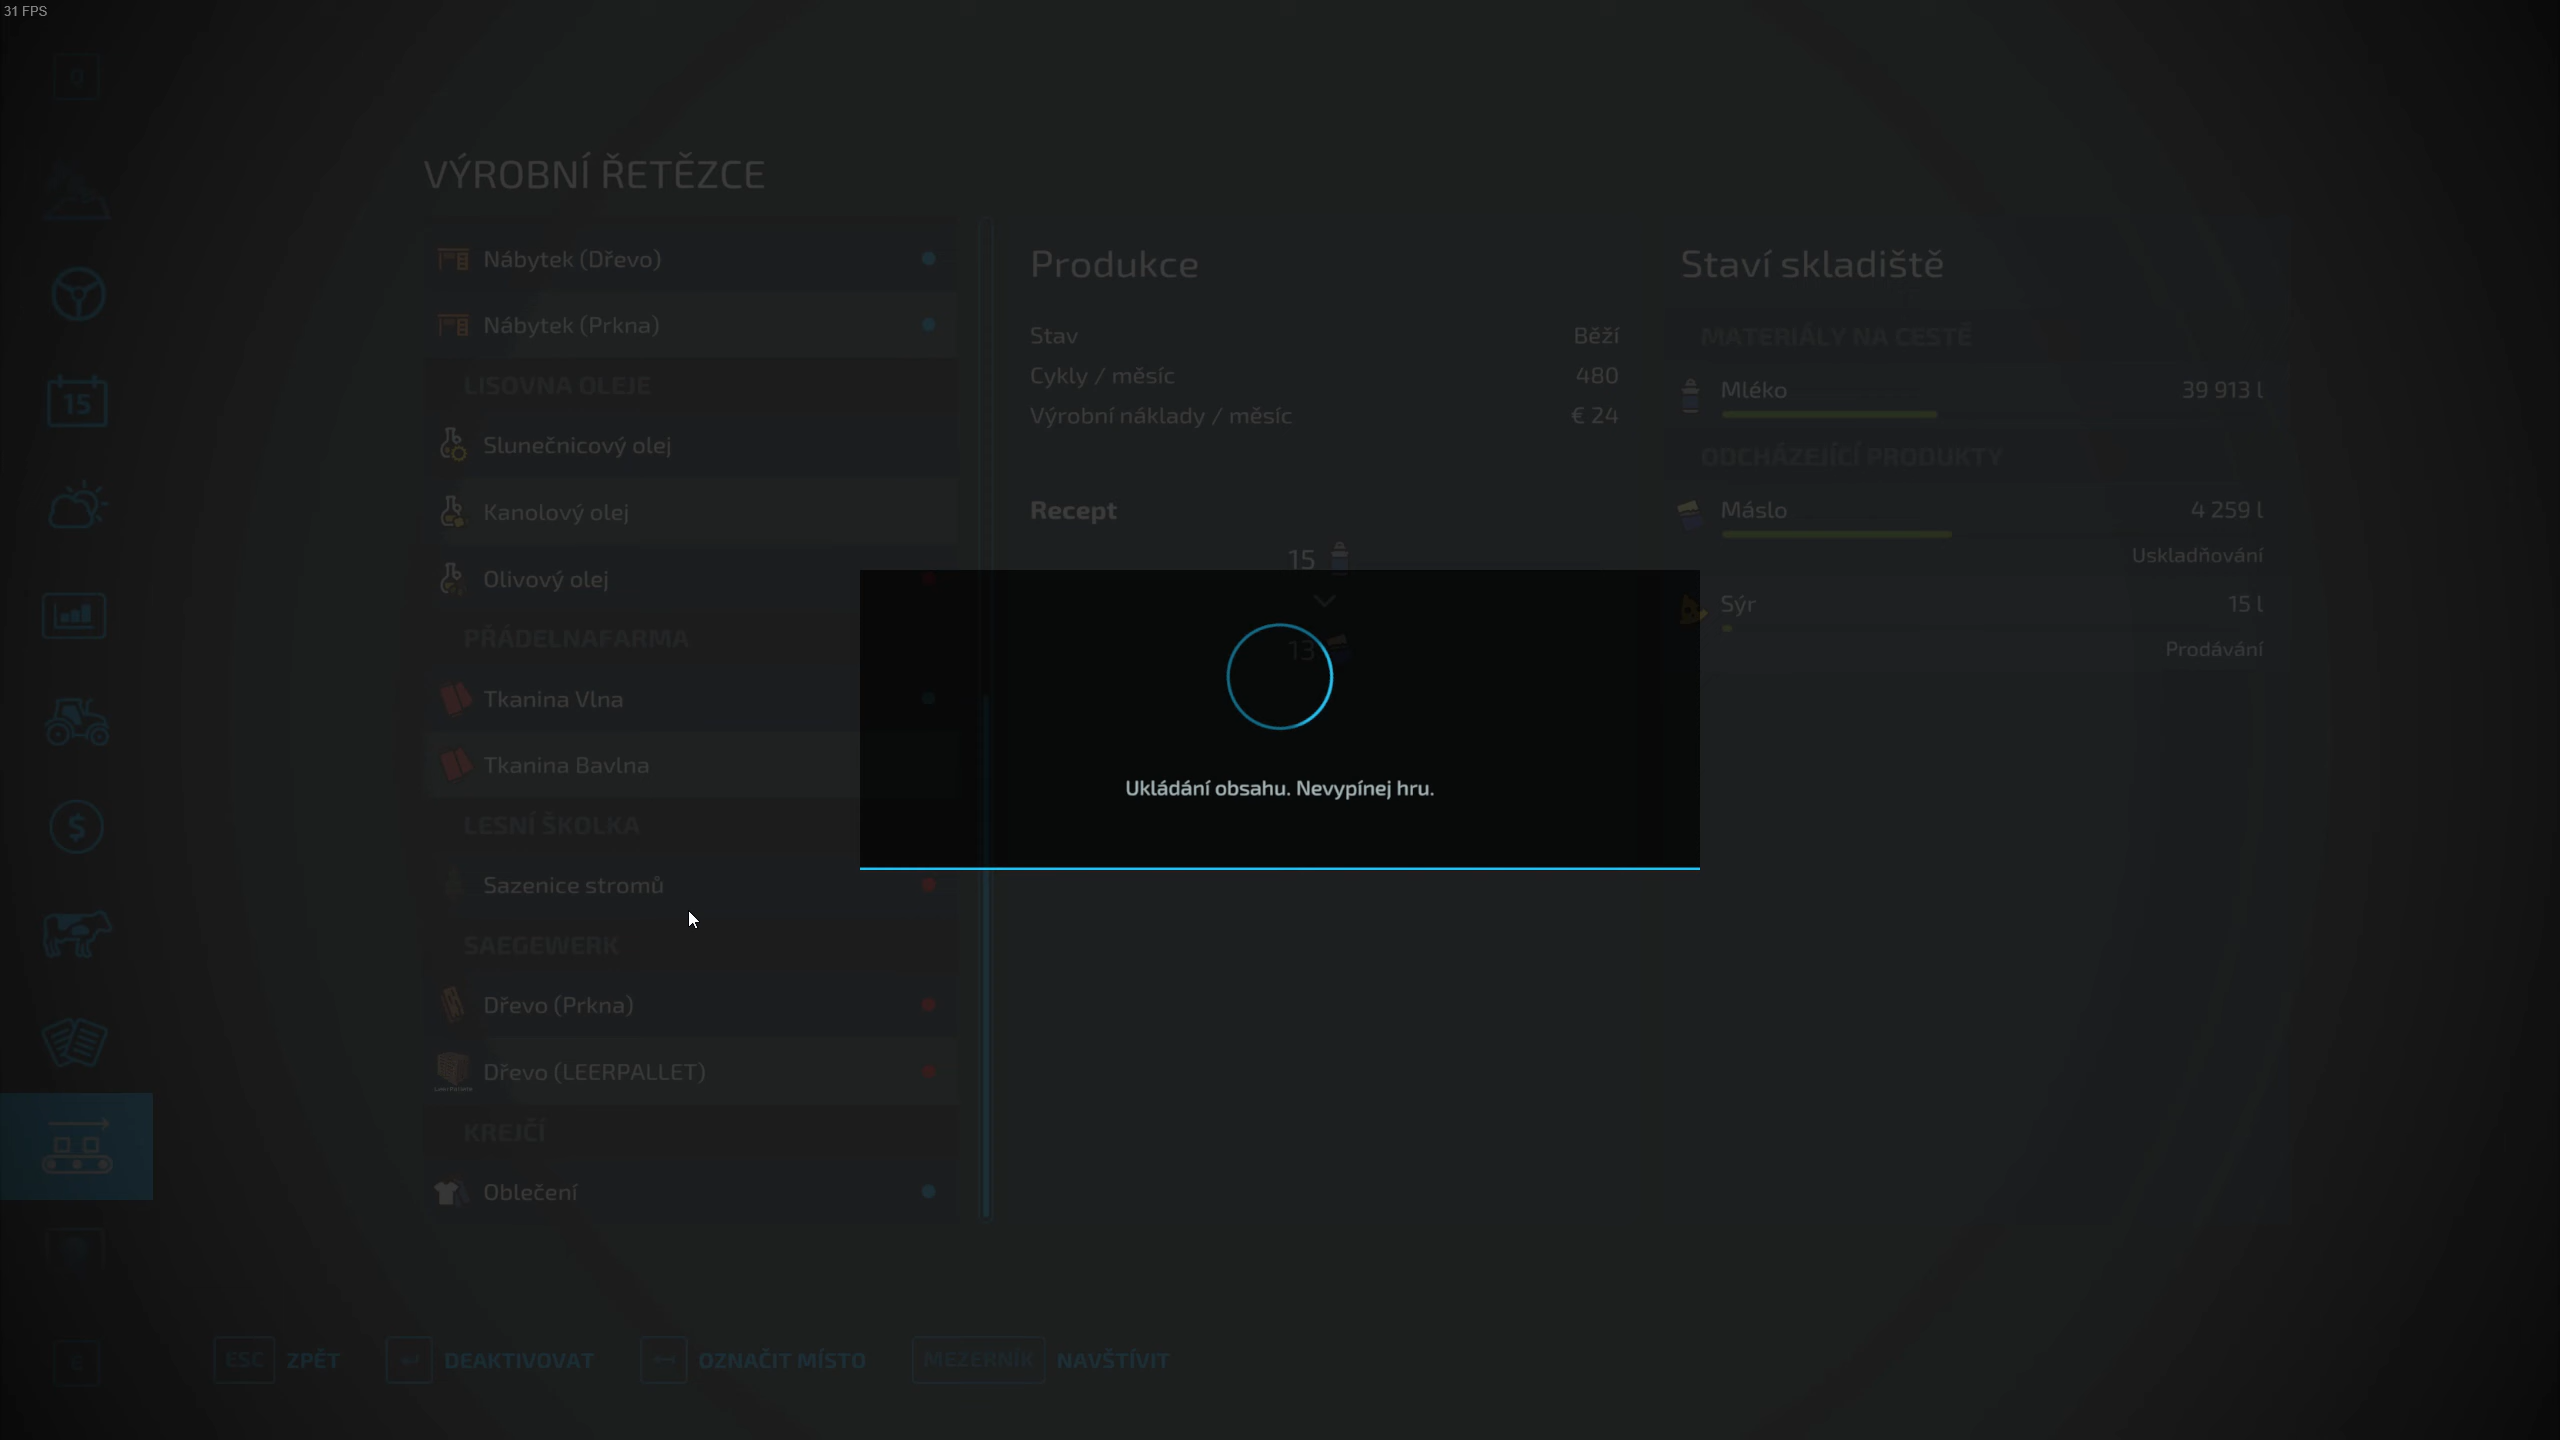 31 FPS
VÝROBNÍ ŘETĚZCE
Nábytek (Dřevo)
Nábytek (Prkna)
LISOVNA OLEJE
Slunečnicový olej
Kanolový olej
Olivový olej
PŘÁDELNAFARMA
Tkanina Vlna
Tkanina Bavlna
LESNÍ ŠKOLKA
Sazenice stromů
SAEGEWERK
Dřevo (Prkna)
Dřevo (LEERPALLET)
KREJČÍ
Oblečení
Produkce
Stav Běží
Cykly / měsíc 480
Výrobní náklady / měsíc € 24
Recept
15
13
Staví skladiště
MATERIÁLY NA CESTĚ
Mléko 39 913 l
ODCHÁZEJÍCÍ PRODUKTY
Máslo 4 259 l
Uskladňování
Sýr 15 l
Prodávání
Ukládání obsahu. Nevypínej hru.
15
$
E
ESC ZPĚT DEAKTIVOVAT OZNAČIT MÍSTO MEZERNÍK NAVŠTÍVIT